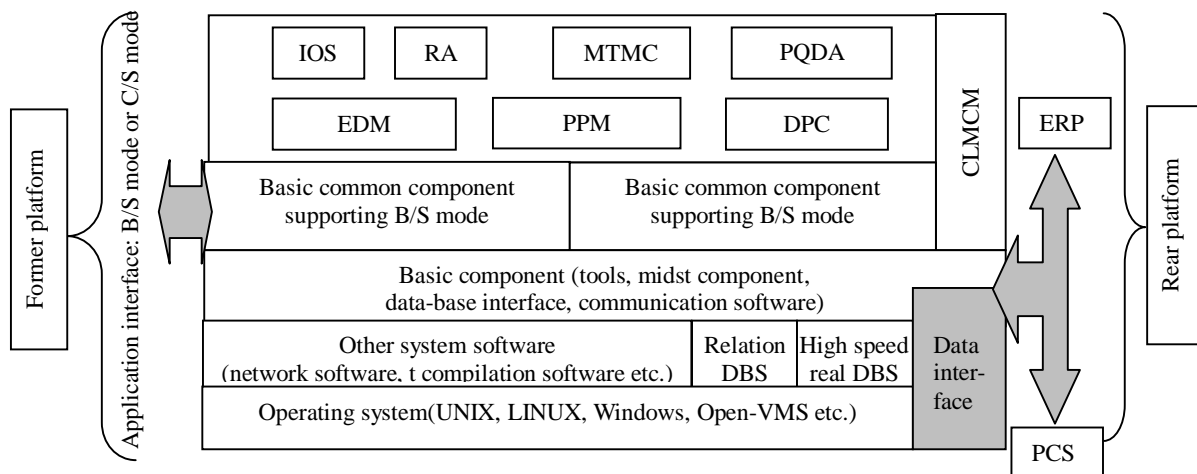 Former platform
Application interface: B/S mode or C/S mode
IOS
RA
MTMC
PQDA
EDM
PPM
DPC
CLMCM
Basic common component
supporting B/S mode
Basic common component
supporting B/S mode
Basic component (tools, midst component,
data-base interface, communication software)
Other system software
(network software, t compilation software etc.)
Relation
DBS
High speed
real DBS
Data
inter-
face
Operating system(UNIX, LINUX, Windows, Open-VMS etc.)
ERP
PCS
Rear platform